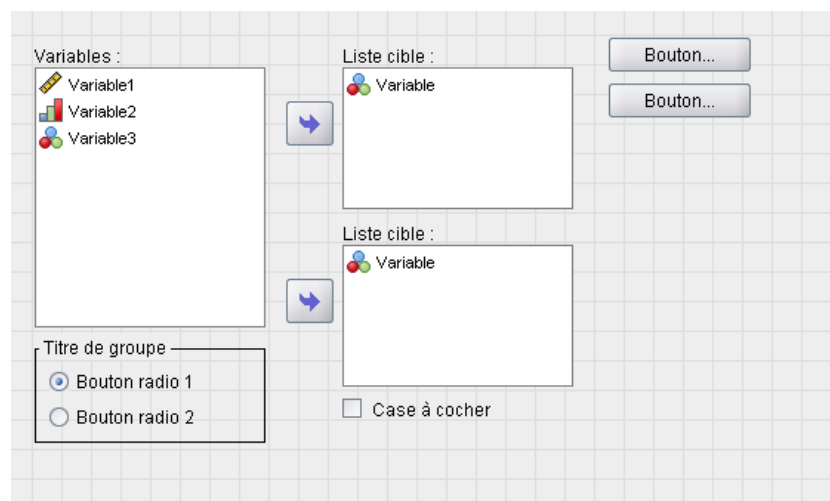 Variables :
Variable1
Variable2
Variable3
Titre de groupe
Bouton radio 1
Bouton radio 2
Liste cible :
Variable
Liste cible :
Variable
Case à cocher
Bouton...
Bouton...